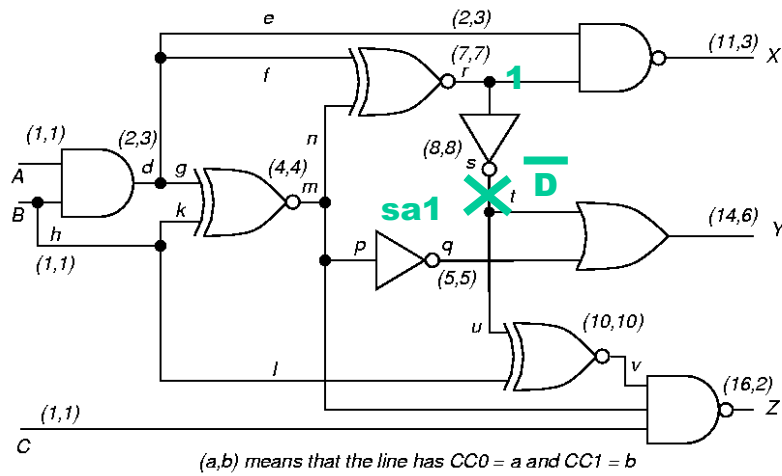 e
(2,3)
(11,3)
X
(7,7)
f
r
1
(1,1)
(2,3)
n
A
d
g
(4,4)
(8,8)
s
D
m
B
k
sa1
t
(14,6)
h
p
q
Y
(1,1)
(5,5)
u
(10,10)
l
v
(16,2)
(1,1)
Z
C
(a,b) means that the line has CC0 = a and CC1 = b